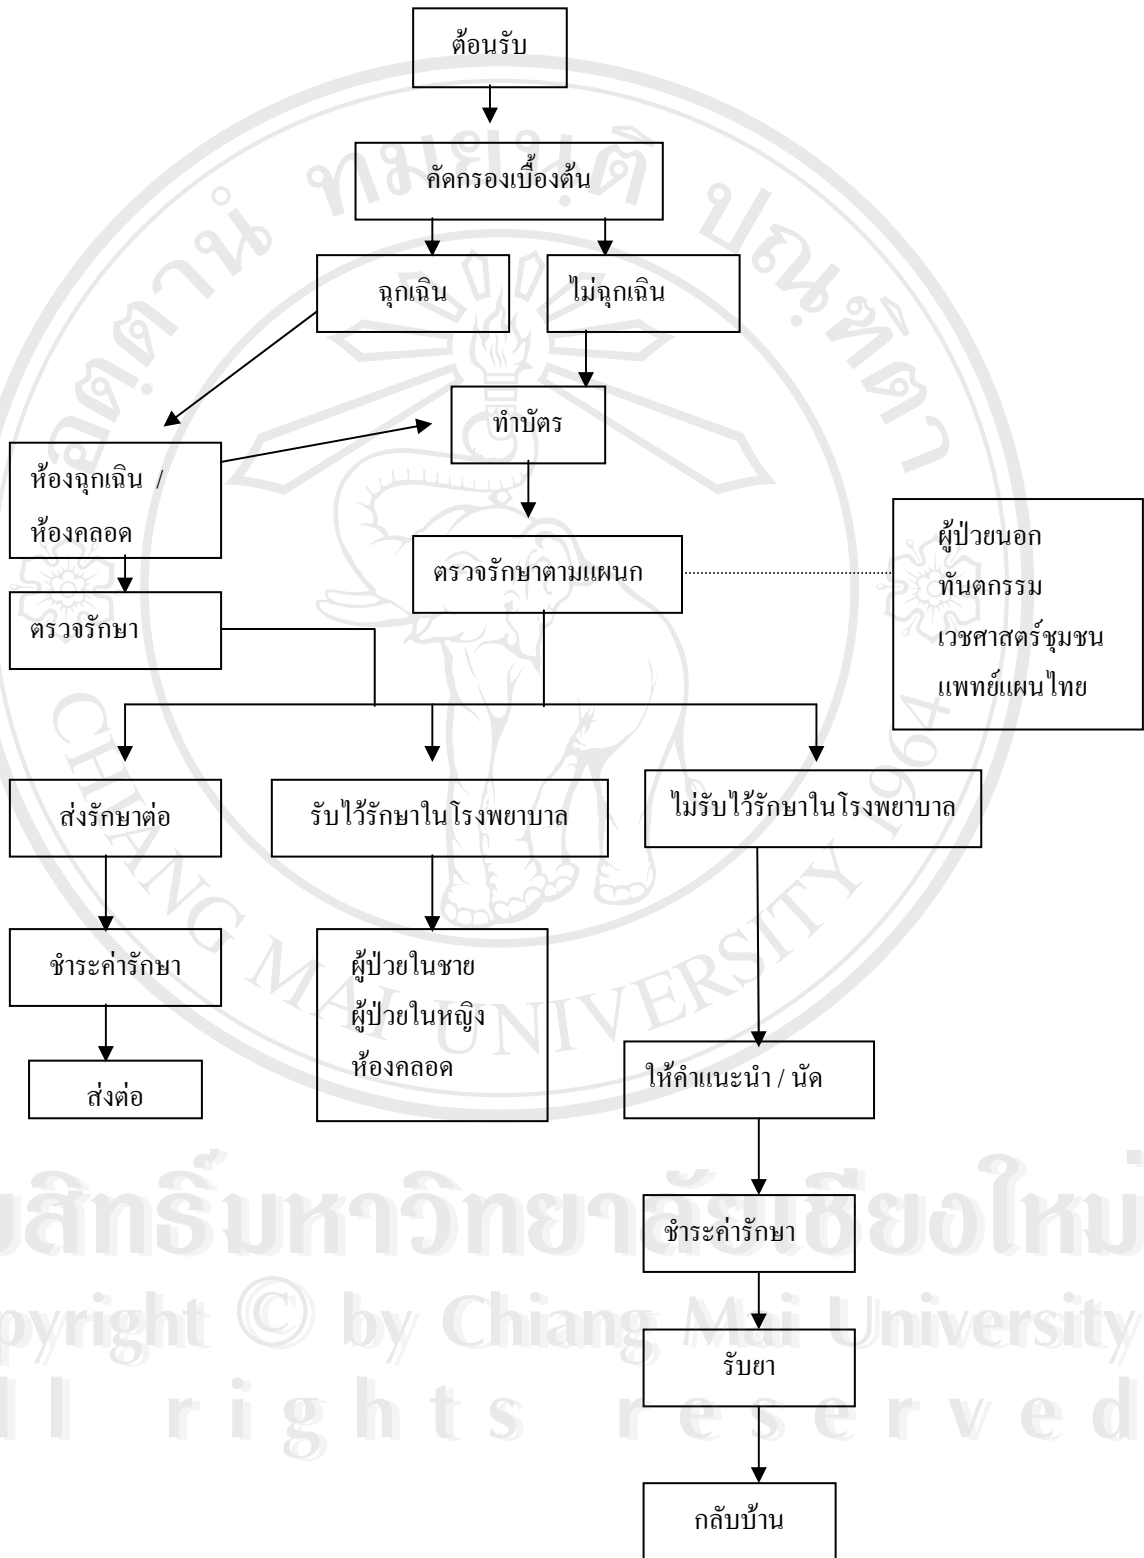 ต้อนรับ
คัดกรองเบื้องต้น
ฉุกเฉิน
ไม่ฉุกเฉิน
ทำบัตร
ห้องฉุกเฉิน /
ห้องคลอด
ตรวจรักษาตามแผนก
ผู้ป่วยนอก
ทันตกรรม
เวชศาสตร์ชุมชน
แพทย์แผนไทย
ตรวจรักษา
ส่งรักษาต่อ
รับไว้รักษาในโรงพยาบาล
ไม่รับไว้รักษาในโรงพยาบาล
ชำระค่ารักษา
ผู้ป่วยในชาย
ผู้ป่วยในหญิง
ห้องคลอด
ส่งต่อ
ให้คำแนะนำ / นัด
ชำระค่ารักษา
รับยา
กลับบ้าน
CHIANG MAI UNIVERSITY 1964
สิทธิ์มหาวิทยาลัยเชียงใหม่
pyright © by Chiang Mai University
l l rights reserved